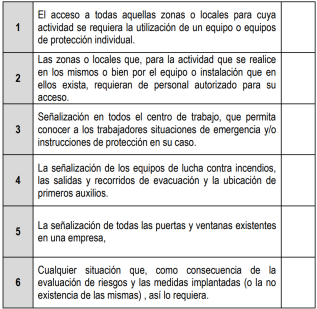 1
El acceso a todas aquellas zonas o locales para cuya
actividad se requiera la utilización de un equipo o equipos
de protección individual.
2
Las zonas o locales que, para la actividad que se realice
en los mismos o bien por el equipo o instalación que en
ellos exista, requieran de personal autorizado para su
acceso.
3
Señalización en todos el centro de trabajo, que permita
conocer a los trabajadores situaciones de emergencia y/o
instrucciones de protección en su caso.
4
La señalización de los equipos de lucha contra incendios,
las salidas y recorridos de evacuación y la ubicación de
primeros auxilios.
5
La señalización de todas las puertas y ventanas existentes
en una empresa,
6
Cualquier situación que, como consecuencia de la
evaluación de riesgos y las medidas implantadas (o la no
existencia de las mismas) , así lo requiera.